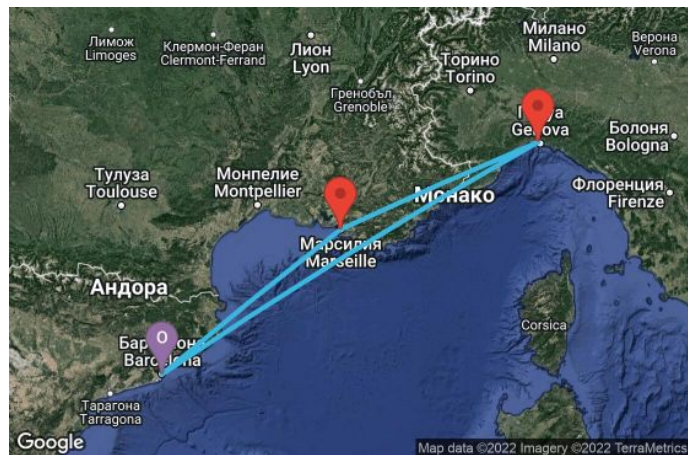 Лимож
Limoges
Клермон-Феран
Clermont-Ferrand
Лион
Lyon
Милано
Milano
Верона
Verona
Торино
Torino
Гренобъл
Grenoble
Genova
Болоня
Bologna
Тулуза
Toulouse
Монпелие
Montpellier
Монако
Флоренция
Firenze
Марсилия
Marseille
Андора
Corsica
O
Тарагона
Tarragona
Google
Map data ©2022 Imagery ©2022 TerraMetrics